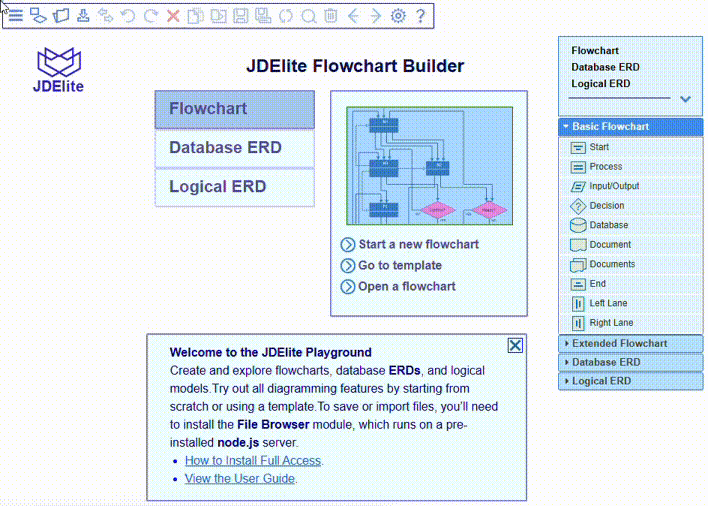 JDElite
JDElite Flowchart Builder
Flowchart
Database ERD
Logical ERD
Start a new flowchart
Go to template
Open a flowchart
Welcome to the JDElite Playground
Create and explore flowcharts, database ERDs, and logical
models.Try out all diagramming features by starting from
scratch or using a template.To save or import files, you'll need
to install the File Browser module, which runs on a pre-
installed node.js server.
• How to Install Full Access.
• View the User Guide.
Flowchart
Database ERD
Logical ERD
Basic Flowchart
Start
Process
Input/Output
Decision
Database
Document
Documents
End
Left Lane
Right Lane
Extended Flowchart
Database ERD
Logical ERD